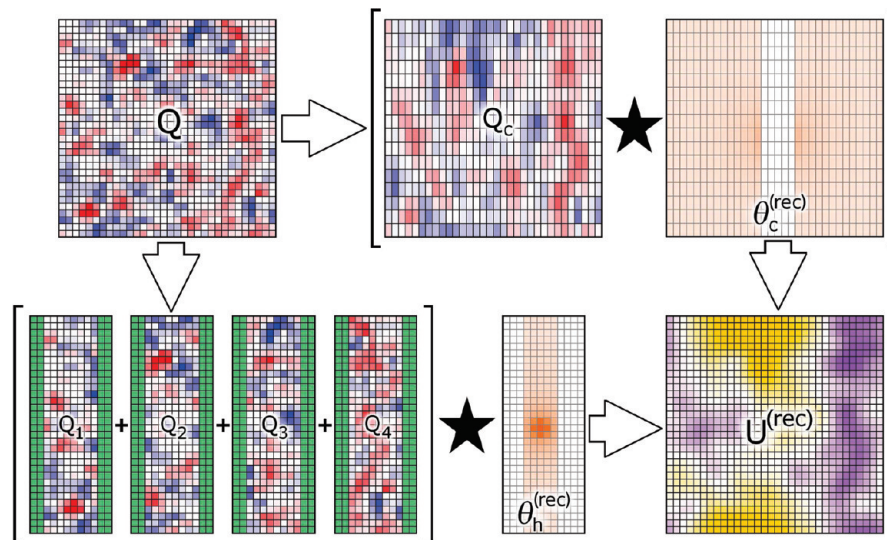 Q
Q_c
θ_c^(rec)
Q_1 + Q_2 + Q_3 + Q_4
θ_h^(rec)
U^(rec)